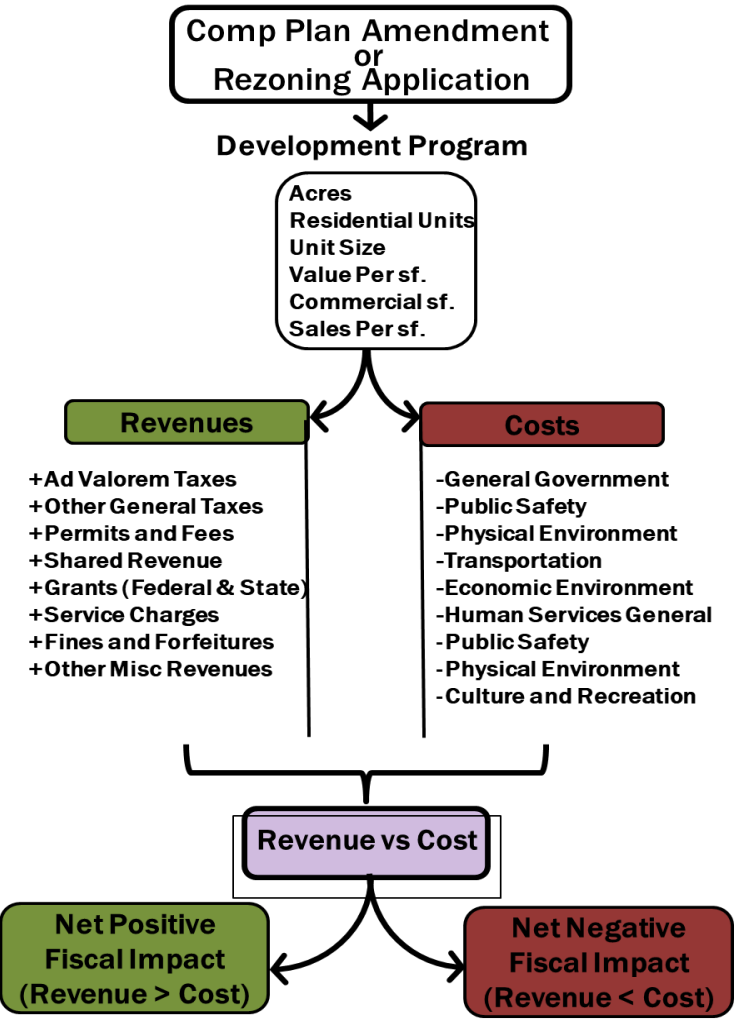 Comp Plan Amendment
or
Rezoning Application
Development Program
Acres
Residential Units
Unit Size
Value Per sf.
Commercial sf.
Sales Per sf.
Revenues
+Ad Valorem Taxes
+Other General Taxes
+Permits and Fees
+Shared Revenue
+Grants (Federal & State)
+Service Charges
+Fines and Forfeitures
+Other Misc Revenues
Costs
-General Government
-Public Safety
-Physical Environment
-Transportation
-Economic Environment
-Human Services General
-Public Safety
-Physical Environment
-Culture and Recreation
Revenue vs Cost
Net Positive
Fiscal Impact
(Revenue > Cost)
Net Negative
Fiscal Impact
(Revenue < Cost)